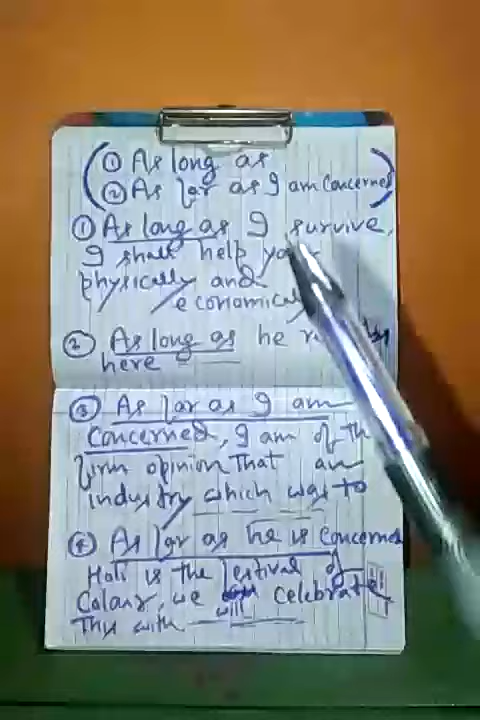 ① As long as
② As far as I am Concerned
① As long as I survive,
I shall help you
physically and
economically
② As long as he
here
③ As far as I am
Concerned, I am of the
firm opinion That an
industry which was to
④ As far as he is Concerned
Holi is the festival of
Colour, we will celebrate
This with